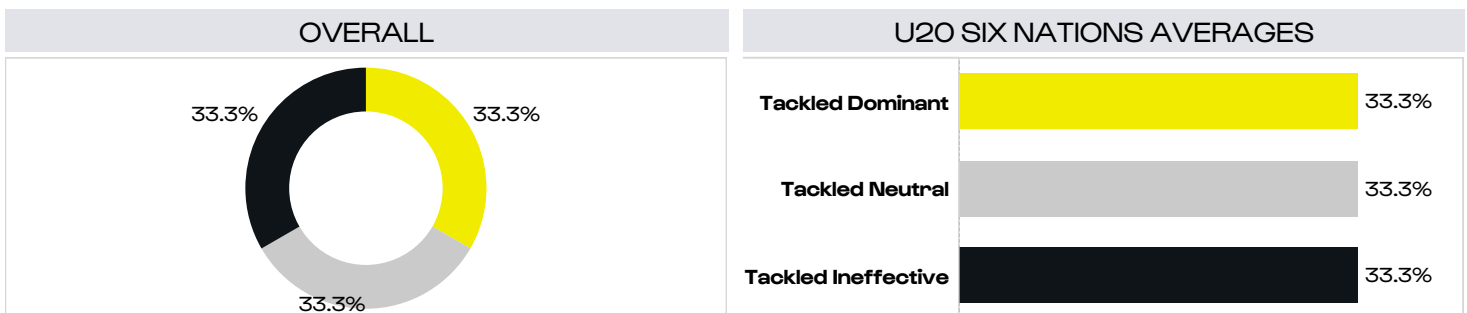 OVERALL
33.3%
33.3%
33.3%
U20 SIX NATIONS AVERAGES
Tackled Dominant 33.3%
Tackled Neutral 33.3%
Tackled Ineffective 33.3%